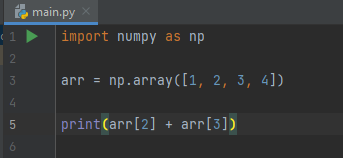 main.py
1 import numpy as np
2
3 arr = np.array([1, 2, 3, 4])
4
5 print(arr[2] + arr[3])
6